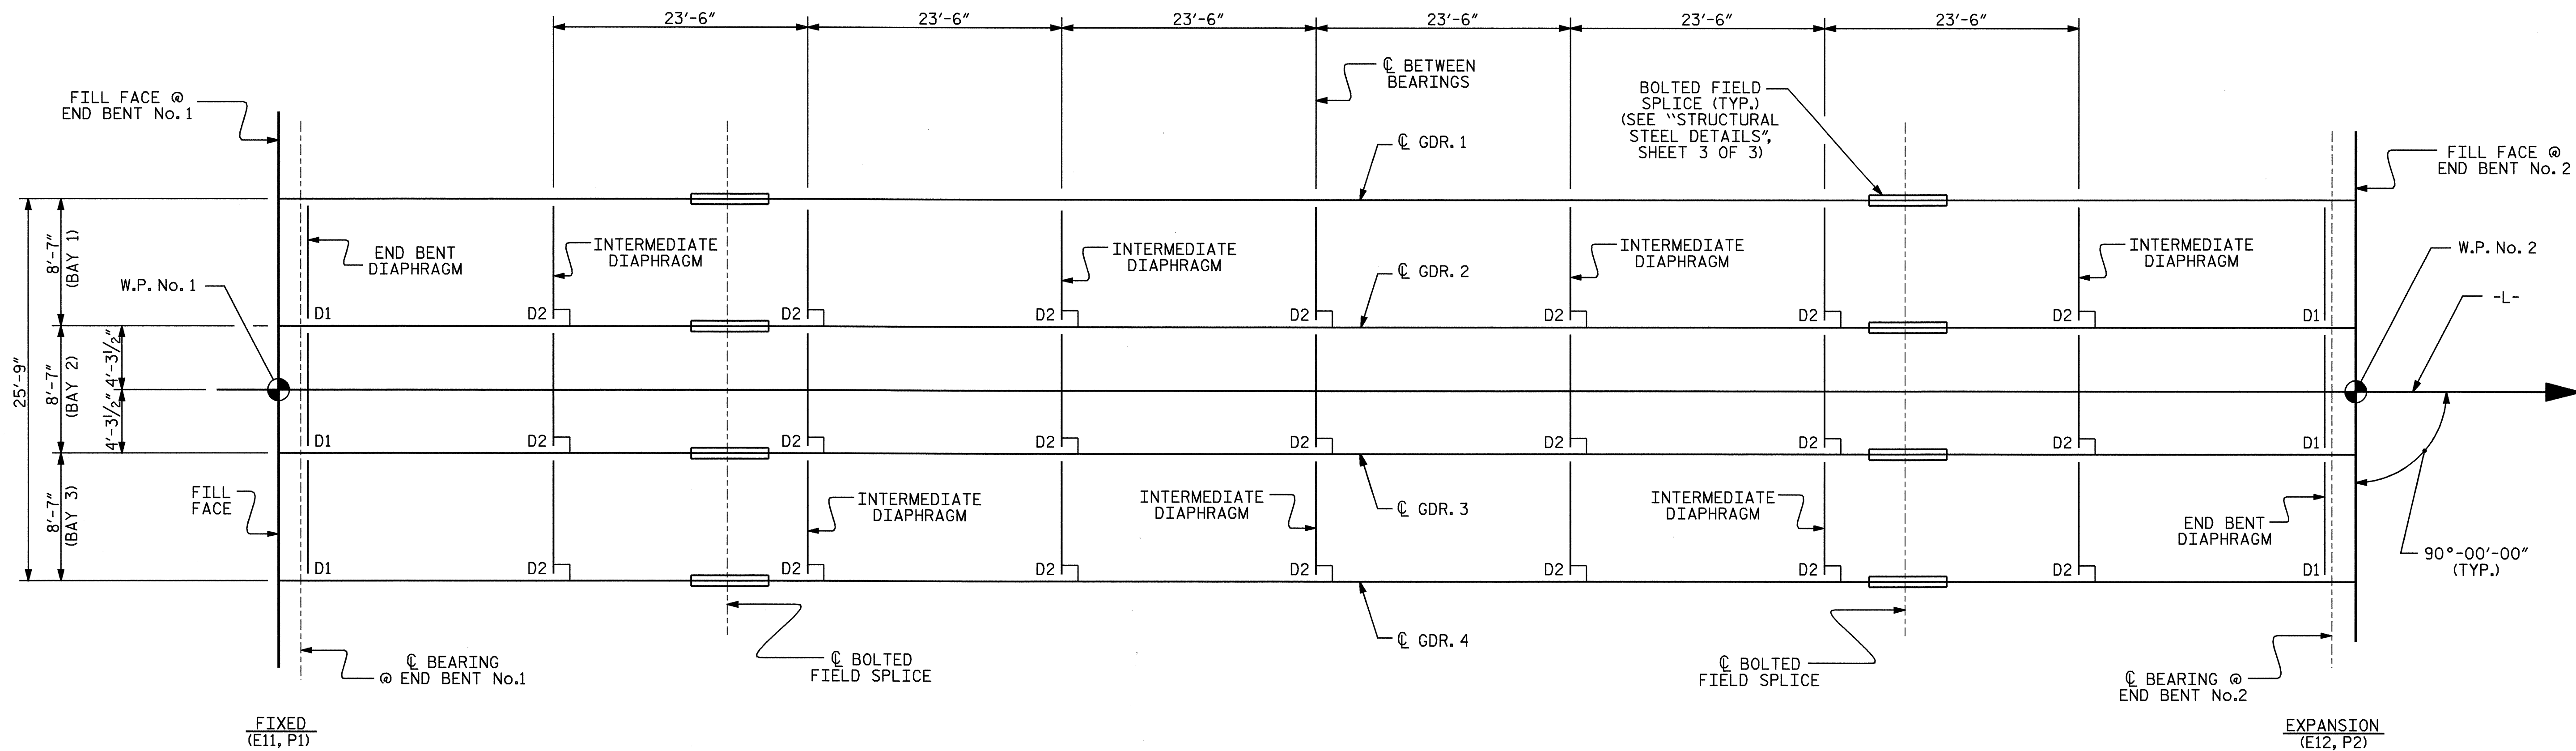 23'-6" 23'-6" 23'-6" 23'-6" 23'-6" 23'-6"
℄ BETWEEN
BEARINGS
FILL FACE @
END BENT No. 1
BOLTED FIELD
SPLICE (TYP.)
(SEE "STRUCTURAL
STEEL DETAILS",
SHEET 3 OF 3)
℄ GDR. 1
FILL FACE @
END BENT No. 2
25'-9"
8'-7"
(BAY 1)
8'-7"
(BAY 2)
8'-7"
(BAY 3)
4'-3½"
4'-3½"
END BENT
DIAPHRAGM
INTERMEDIATE
DIAPHRAGM
INTERMEDIATE
DIAPHRAGM
INTERMEDIATE
DIAPHRAGM
INTERMEDIATE
DIAPHRAGM
W.P. No. 1
℄ GDR. 2
W.P. No. 2
-L-
D1 D2 D2 D2 D2 D2 D2 D2 D1
D1 D2 D2 D2 D2 D2 D2 D2 D1
FILL
FACE
INTERMEDIATE
DIAPHRAGM
INTERMEDIATE
DIAPHRAGM
INTERMEDIATE
DIAPHRAGM
℄ GDR. 3
END BENT
DIAPHRAGM
90°-00'-00"
(TYP.)
D1 D2 D2 D2 D2 D2 D2 D2 D1
℄ GDR. 4
℄ BEARING
@ END BENT No.1
℄ BOLTED
FIELD SPLICE
℄ BOLTED
FIELD SPLICE
℄ BEARING @
END BENT No.2
FIXED
(E11, P1)
EXPANSION
(E12, P2)